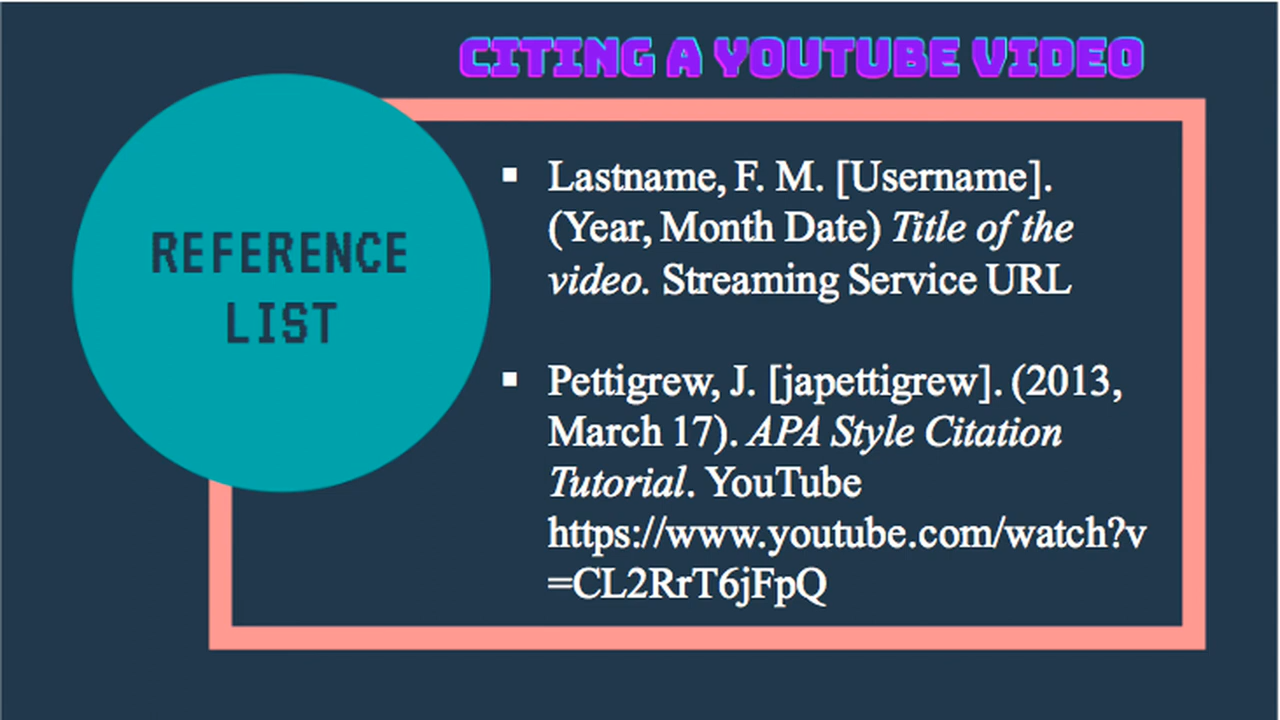 CITING A YOUTUBE VIDEO
REFERENCE
LIST
▪ Lastname, F. M. [Username].
(Year, Month Date) Title of the
video. Streaming Service URL
▪ Pettigrew, J. [japettigrew]. (2013,
March 17). APA Style Citation
Tutorial. YouTube
https://www.youtube.com/watch?v
=CL2RrT6jFpQ